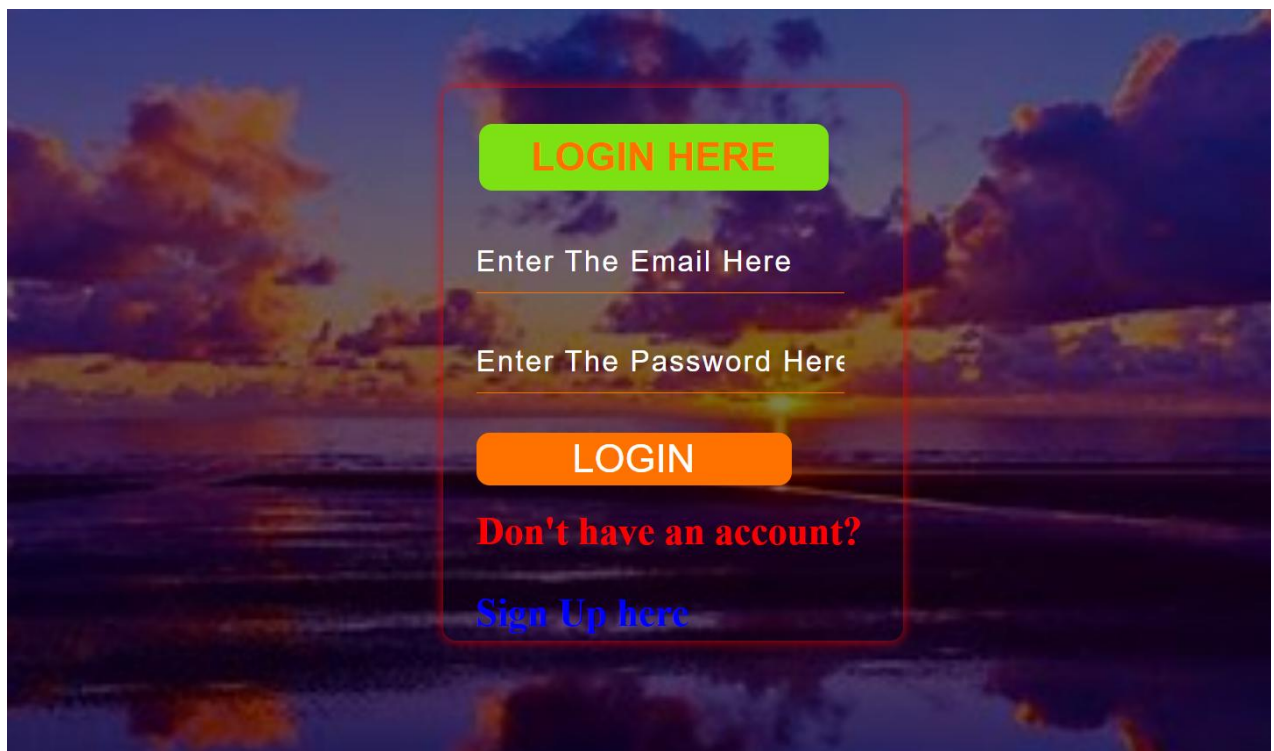 LOGIN HERE
Enter The Email Here
Enter The Password Here
LOGIN
Don't have an account?
Sign Up here